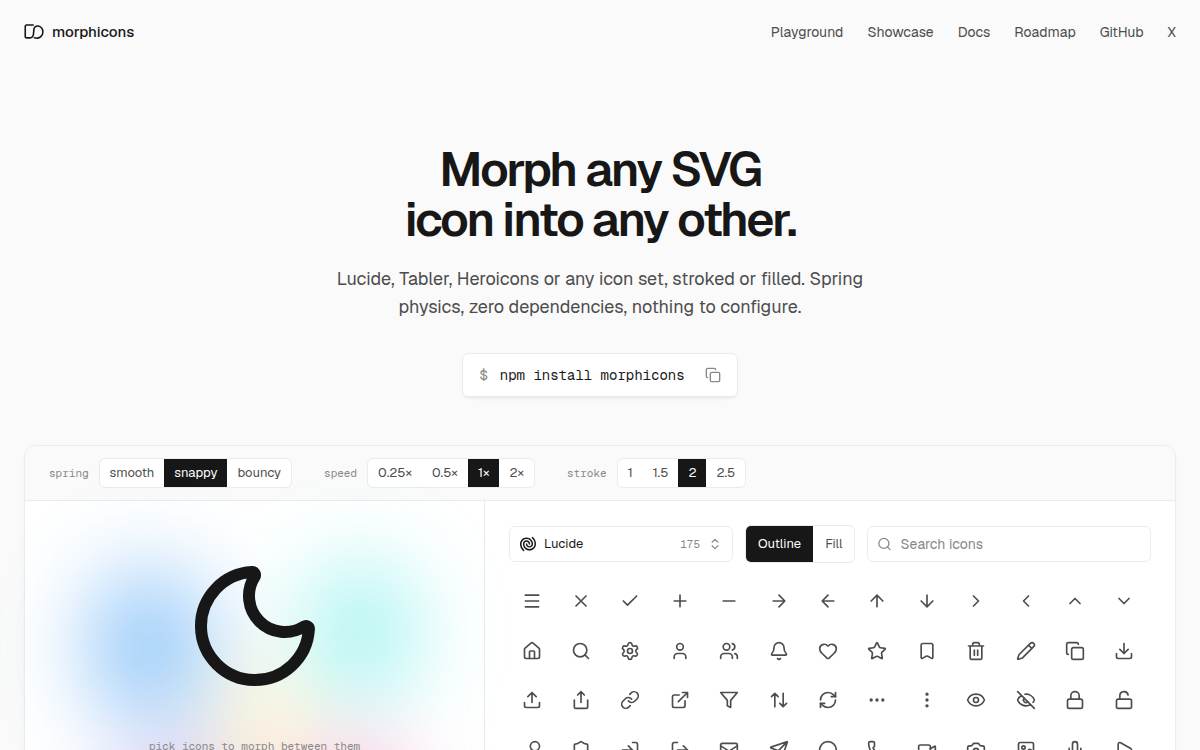 morphicons
Playground
Showcase
Docs
Roadmap
GitHub
X
Morph any SVG
icon into any other.
Lucide, Tabler, Heroicons or any icon set, stroked or filled. Spring
physics, zero dependencies, nothing to configure.
$ npm install morphicons
spring
smooth
snappy
bouncy
speed
0.25×
0.5×
1×
2×
stroke
1
1.5
2
2.5
Lucide
175
Outline
Fill
Search icons
pick icons to morph between them